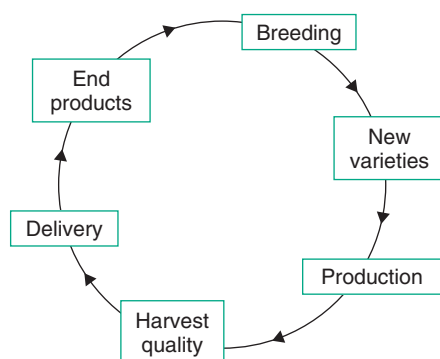 Breeding
New
varieties
Production
Harvest
quality
Delivery
End
products